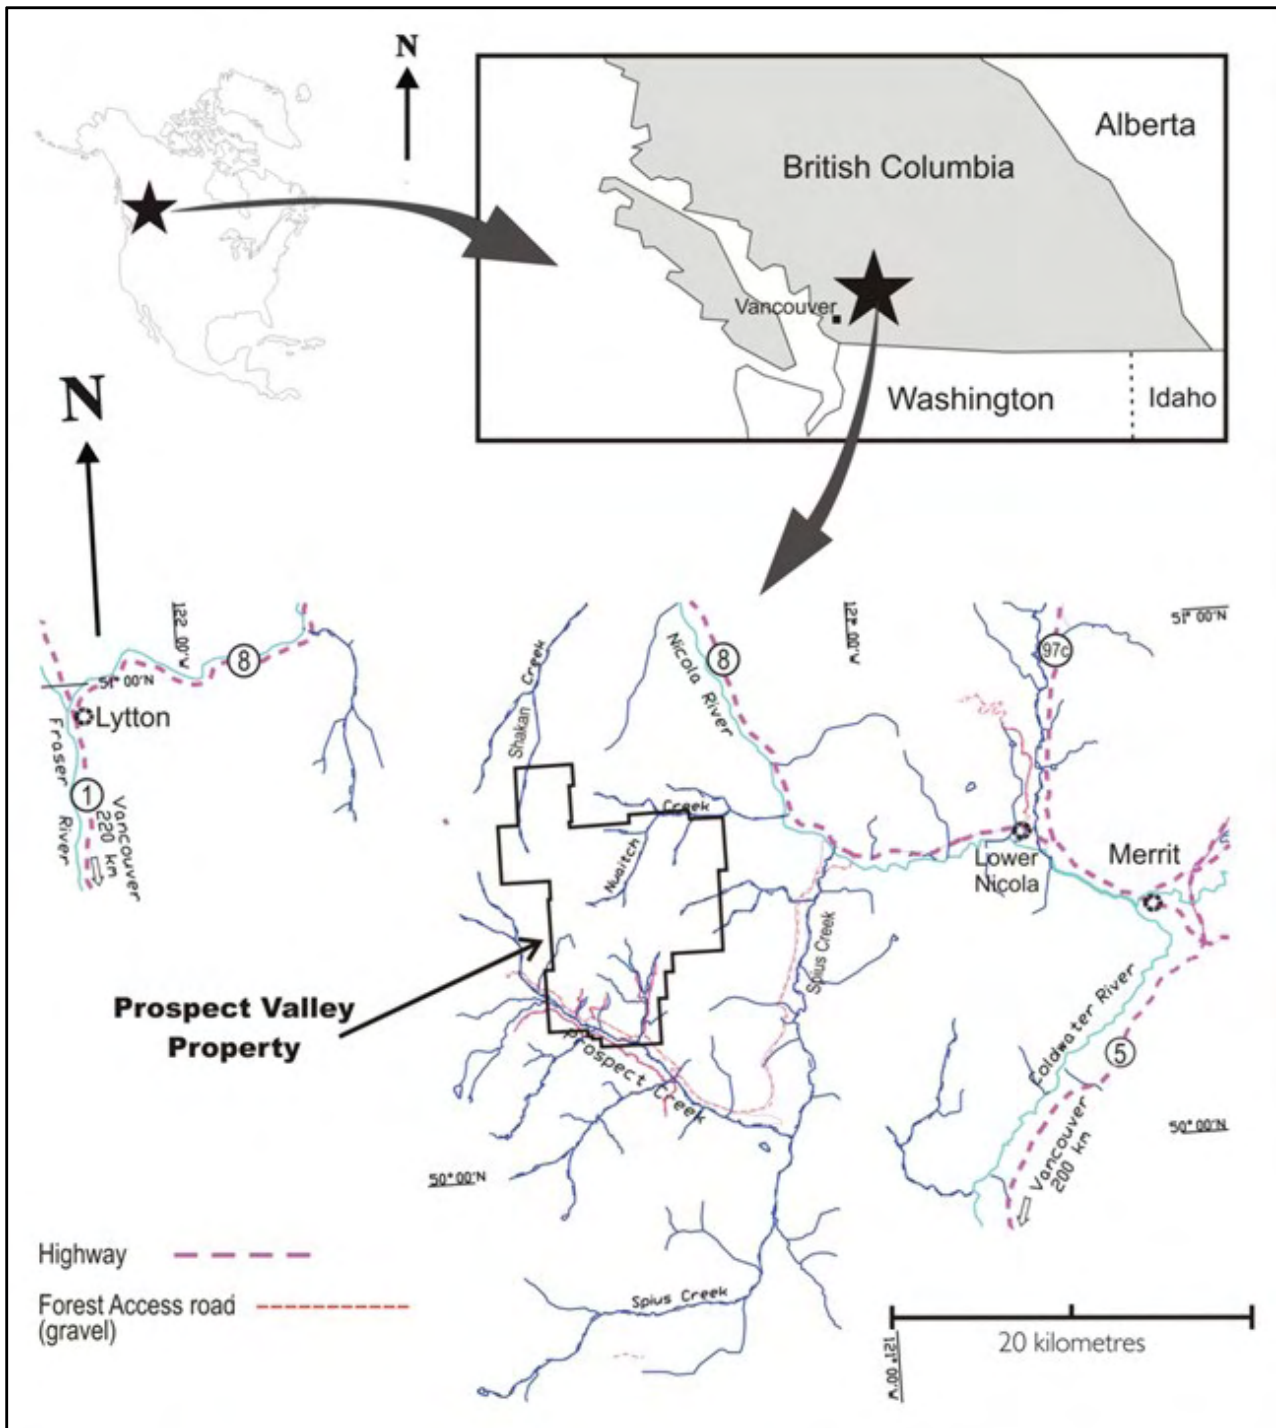 N
Alberta
British Columbia
Vancouver
Washington
Idaho
N
122° 00'W
8
51° 00'N
Lytton
Fraser
River
1
Vancouver
220 km
Shakan
Creek
Nicola River
8
121° 00'W
97c
51° 00'N
Creek
Nuaitch
Lower
Nicola
Merrit
Spius Creek
Prospect Valley
Property
Prospect Creek
Coldwater River
5
Vancouver
200 km
50° 00'N
50° 00'N
Spius Creek
Highway
Forest Access road
(gravel)
20 kilometres
121° 00'W